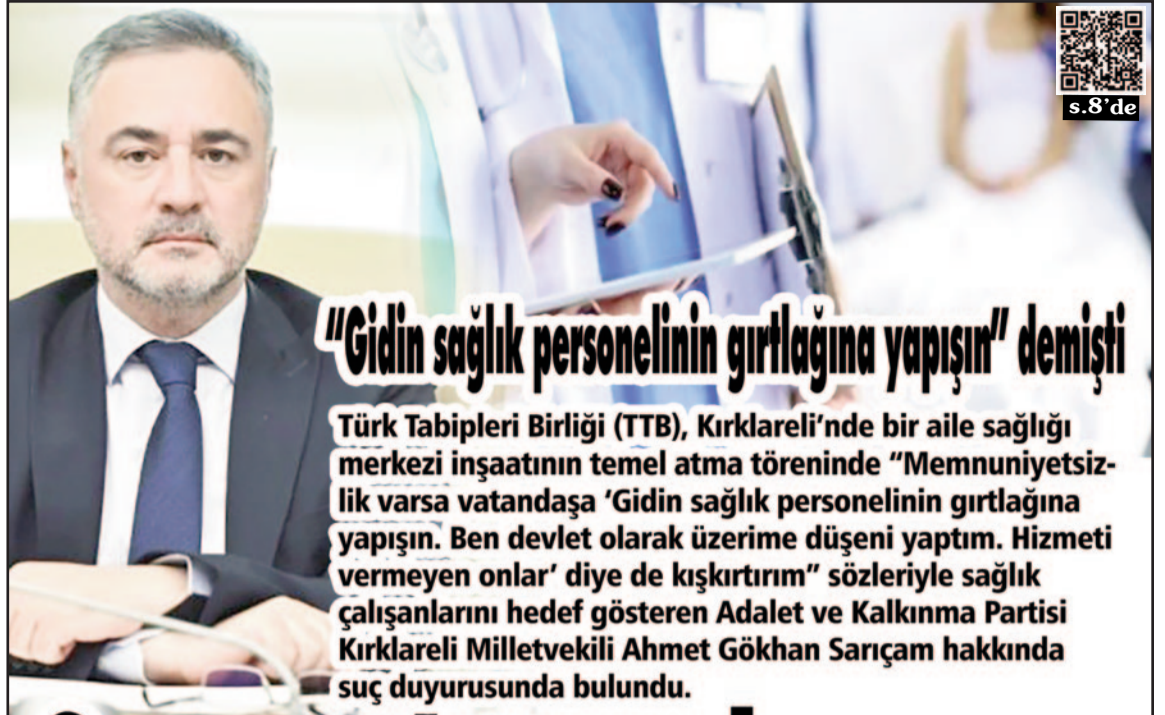 s.8'de
"Gidin sağlık personelinin gırtlağına yapışın" demişti
Türk Tabipleri Birliği (TTB), Kırklareli'nde bir aile sağlığı
merkezi inşaatının temel atma töreninde “Memnuniyetsiz-
lik varsa vatandaşa ‘Gidin sağlık personelinin gırtlağına
yapışın. Ben devlet olarak üzerime düşeni yaptım. Hizmeti
vermeyen onlar’ diye de kışkırtırım” sözleriyle sağlık
çalışanlarını hedef gösteren Adalet ve Kalkınma Partisi
Kırklareli Milletvekili Ahmet Gökhan Sarıçam hakkında
suç duyurusunda bulundu.